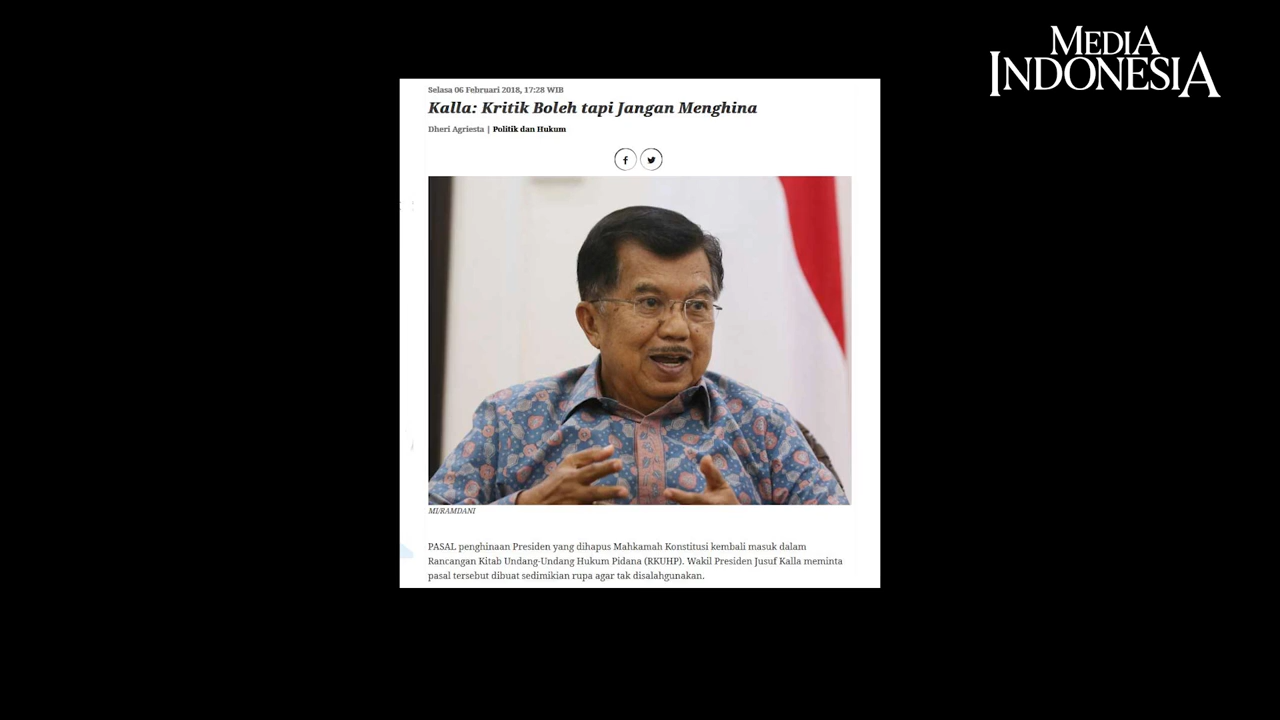 MEDIA
INDONESIA
Selasa 06 Februari 2018, 17:28 WIB
Kalla: Kritik Boleh tapi Jangan Menghina
Dheri Agriesta | Politik dan Hukum
MI/RAMDANI
PASAL penghinaan Presiden yang dihapus Mahkamah Konstitusi kembali masuk dalam
Rancangan Kitab Undang-Undang Hukum Pidana (RKUHP). Wakil Presiden Jusuf Kalla meminta
pasal tersebut dibuat sedimikian rupa agar tak disalahgunakan.